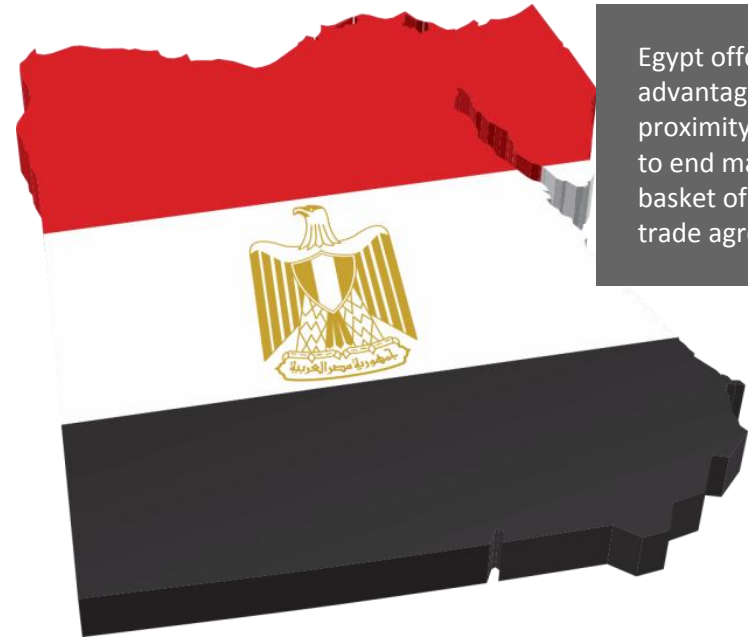 Egypt offe
advantag
proximity
to end ma
basket of
trade agr
جمهورية مصر العربية